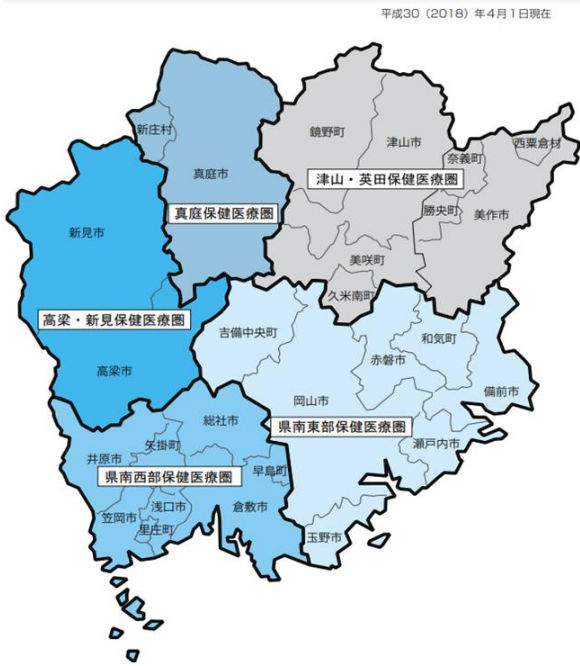 平成30（2018）年4月1日現在
新庄村
鏡野町
津山市
西粟倉村
奈義町
真庭市
津山・英田保健医療圏
真庭保健医療圏
勝央町
美作市
新見市
美咲町
久米南町
高梁・新見保健医療圏
吉備中央町
和気町
赤磐市
高梁市
備前市
岡山市
総社市
県南東部保健医療圏
矢掛町
瀬戸内市
井原市
早島町
県南西部保健医療圏
浅口市
倉敷市
笠岡市
里庄町
玉野市